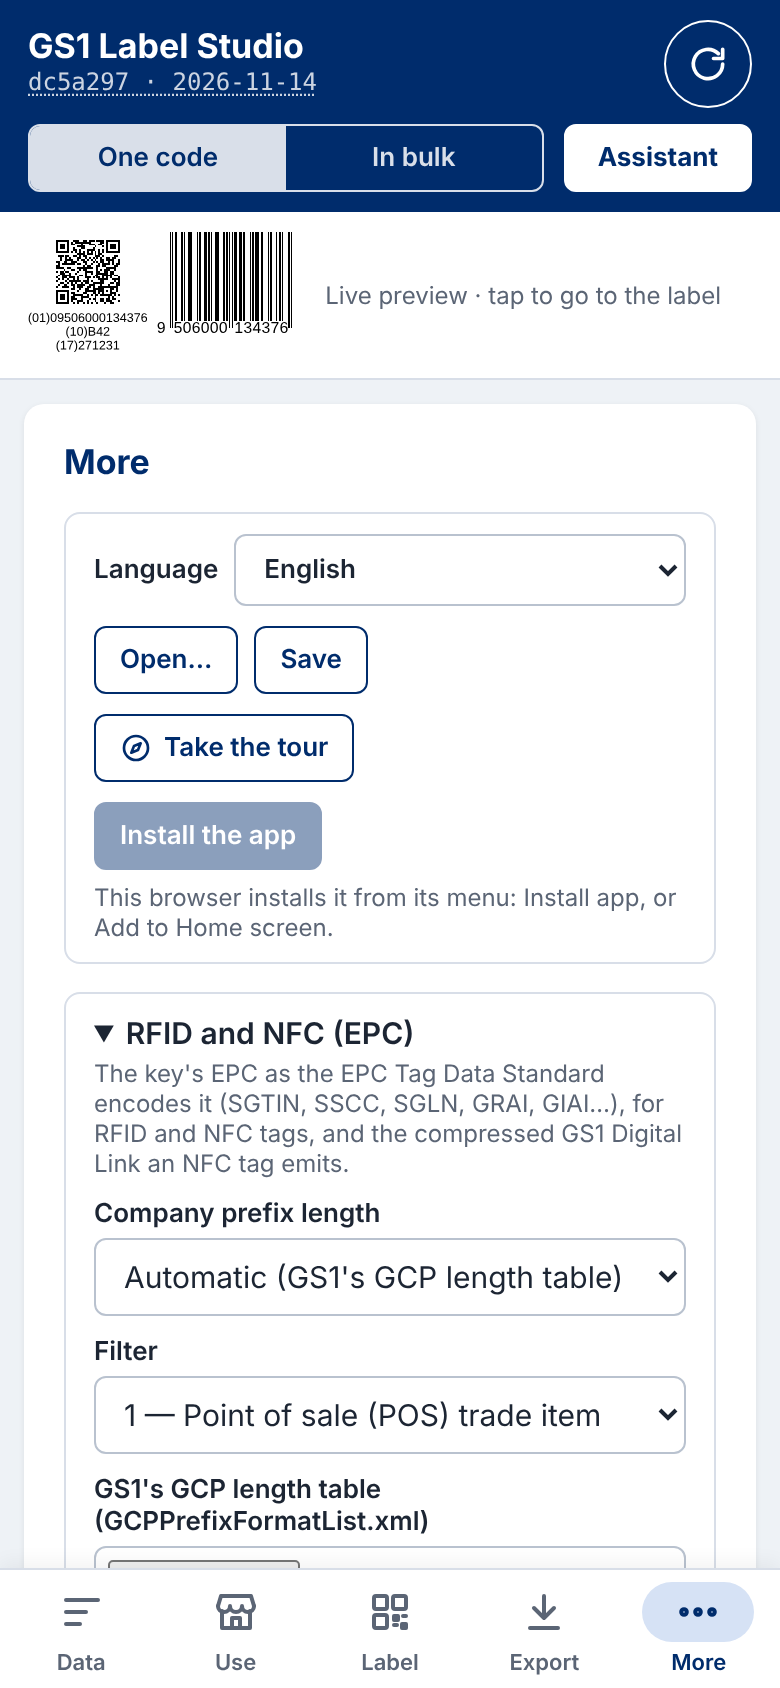 GS1 Label Studio
dc5a297 · 2026-11-14
One code
In bulk
Assistant
(01)09506000134376
(10)B42
(17)271231
9 506000 134376
Live preview · tap to go to the label
More
Language
English
Open...
Save
Take the tour
Install the app
This browser installs it from its menu: Install app, or
Add to Home screen.
▼ RFID and NFC (EPC)
The key's EPC as the EPC Tag Data Standard
encodes it (SGTIN, SSCC, SGLN, GRAI, GIAI...), for
RFID and NFC tags, and the compressed GS1 Digital
Link an NFC tag emits.
Company prefix length
Automatic (GS1's GCP length table)
Filter
1 — Point of sale (POS) trade item
GS1's GCP length table
(GCPPrefixFormatList.xml)
Data
Use
Label
Export
More